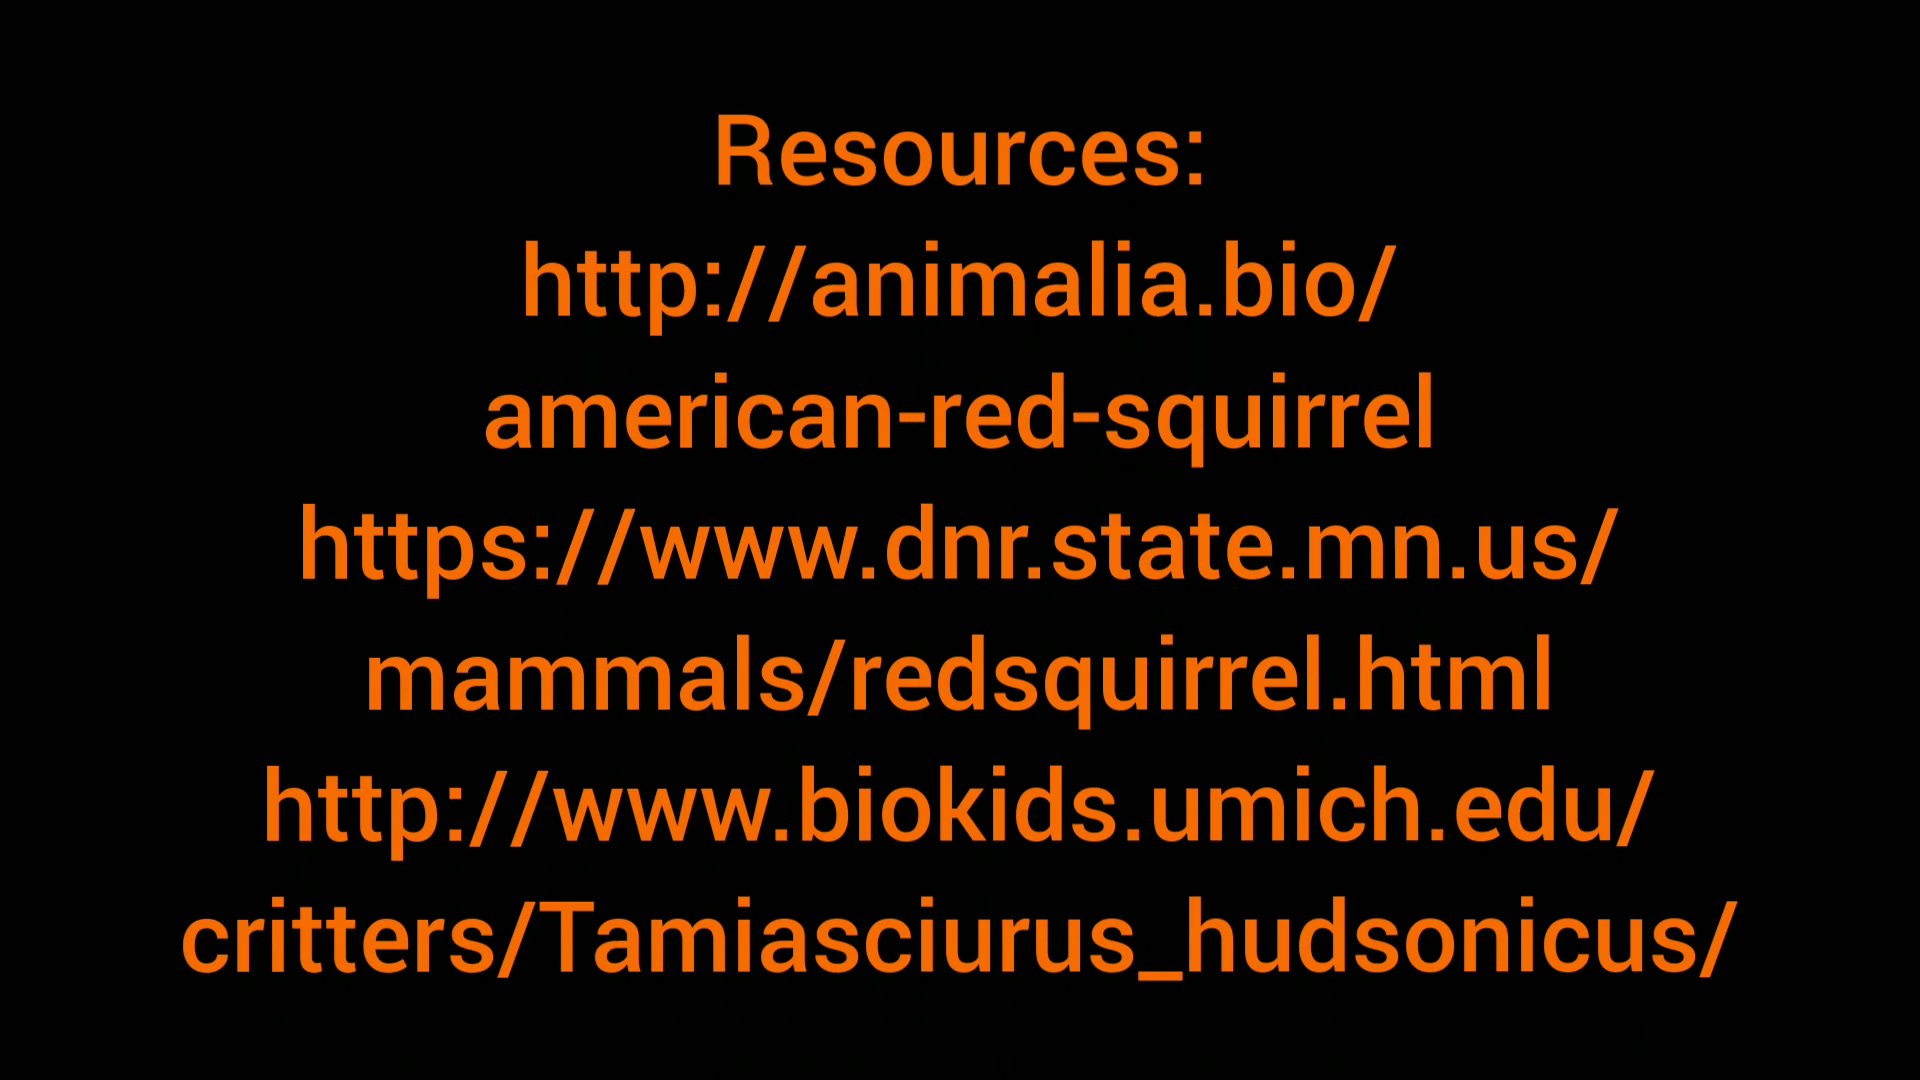 Resources:
http://animalia.bio/
american-red-squirrel
https://www.dnr.state.mn.us/
mammals/redsquirrel.html
http://www.biokids.umich.edu/
critters/Tamiasciurus_hudsonicus/